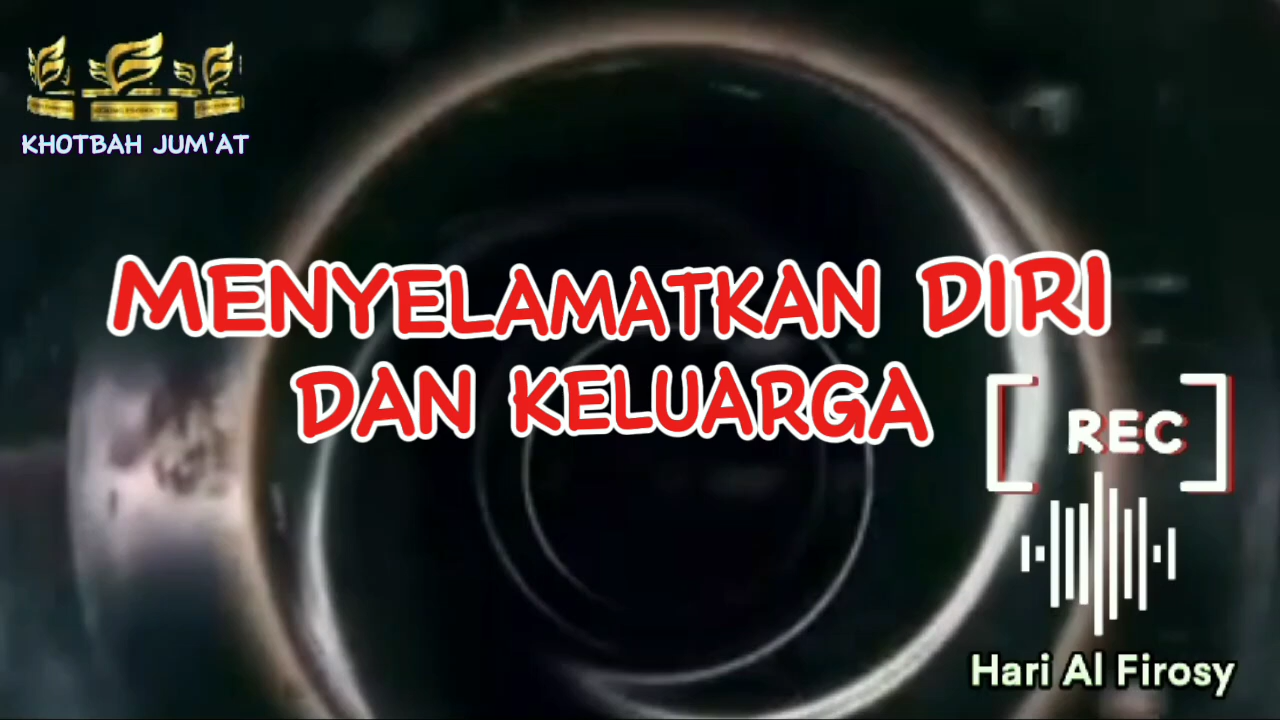 KHOTBAH JUM'AT
MENYELAMATKAN DIRI
DAN KELUARGA
REC
Hari Al Firosy